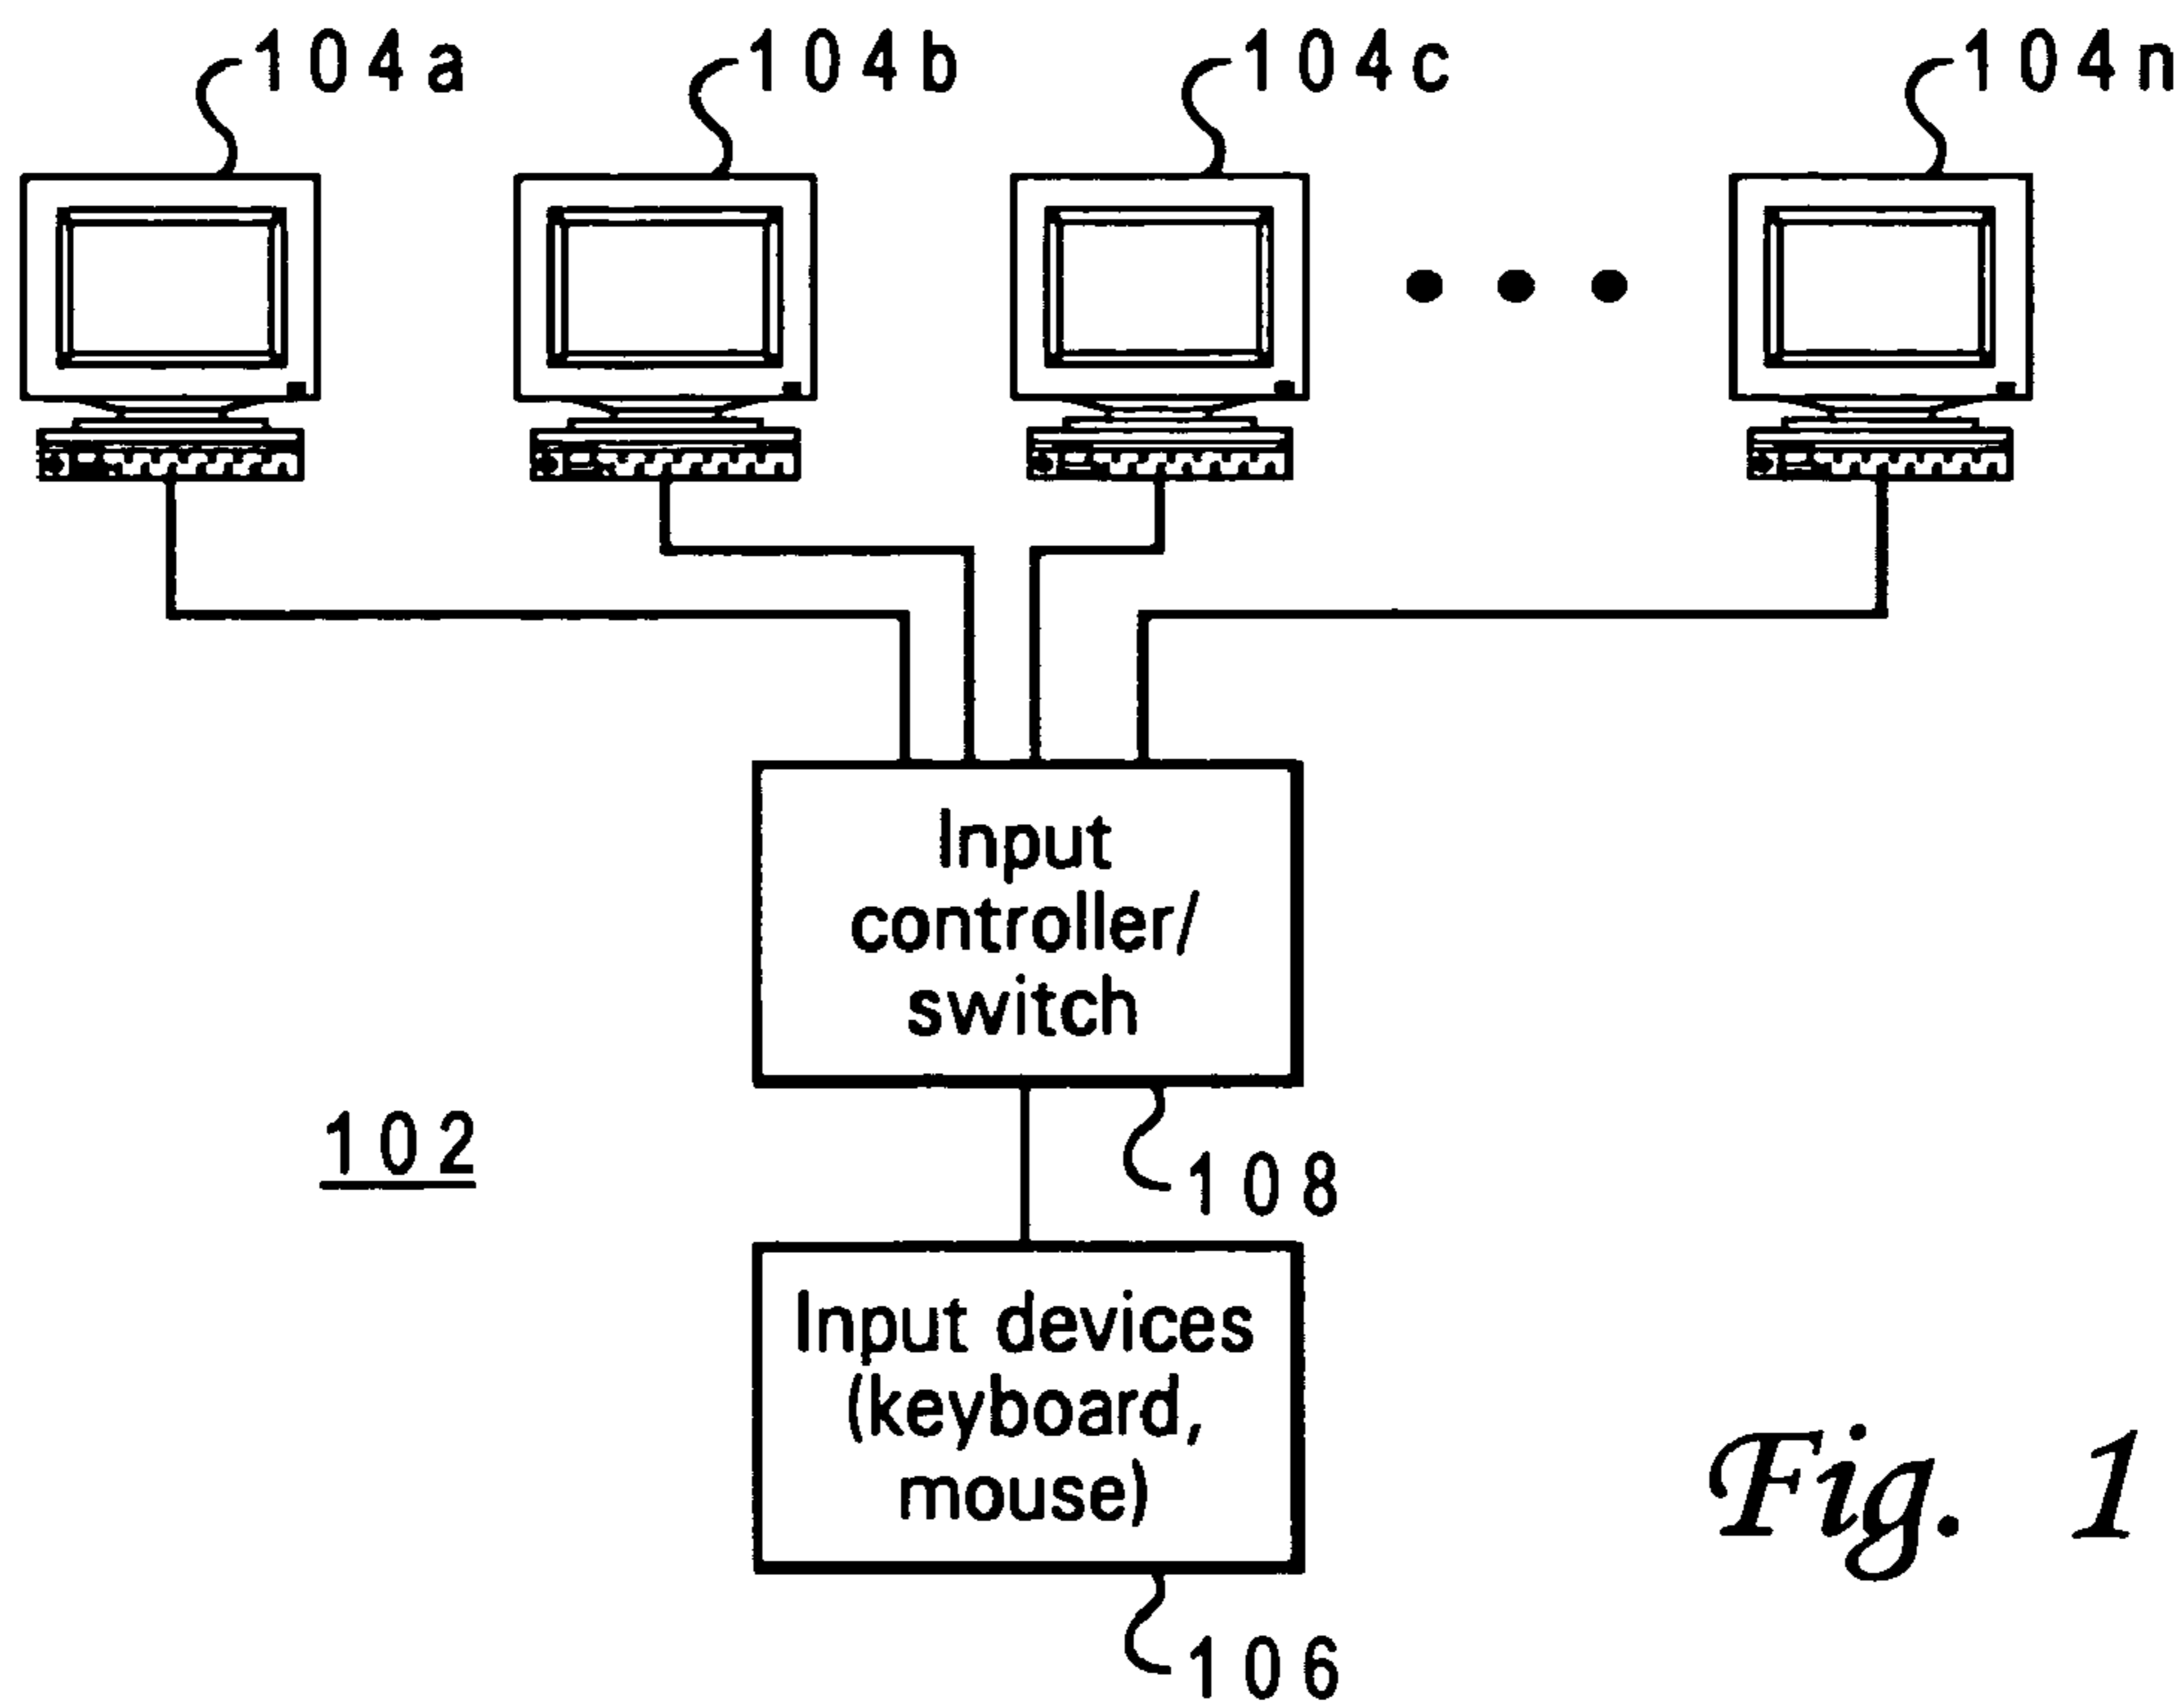 104a 104b 104c 104n
Input
controller/
switch
102
108
Input devices
(keyboard,
mouse)
Fig. 1
106